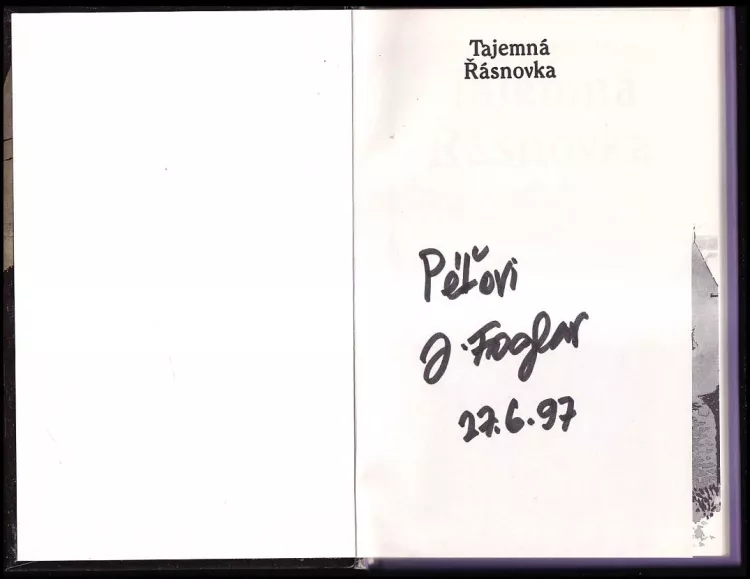 Tajemná
Řásnovka
Péťovi
J. Foglar
27.6.97